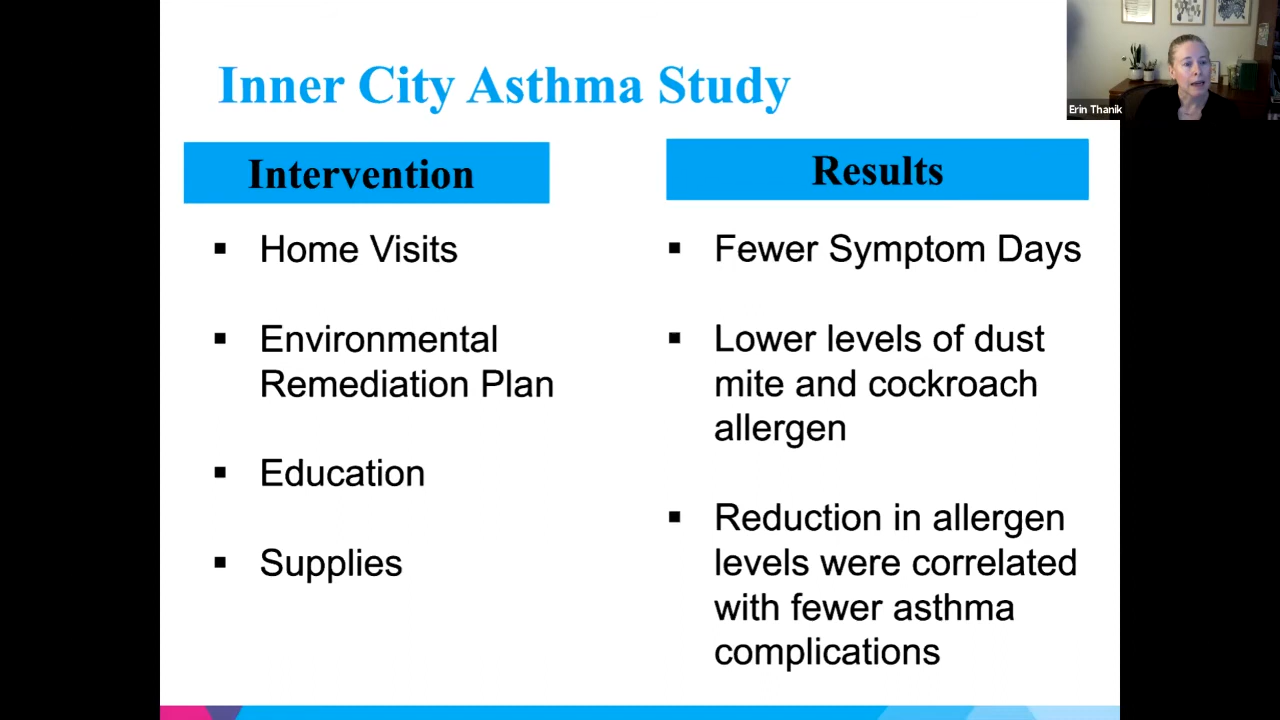 Inner City Asthma Study
Erin Thanik
Intervention
Results
▪ Home Visits
▪ Environmental
Remediation Plan
▪ Education
▪ Supplies
▪ Fewer Symptom Days
▪ Lower levels of dust
mite and cockroach
allergen
▪ Reduction in allergen
levels were correlated
with fewer asthma
complications